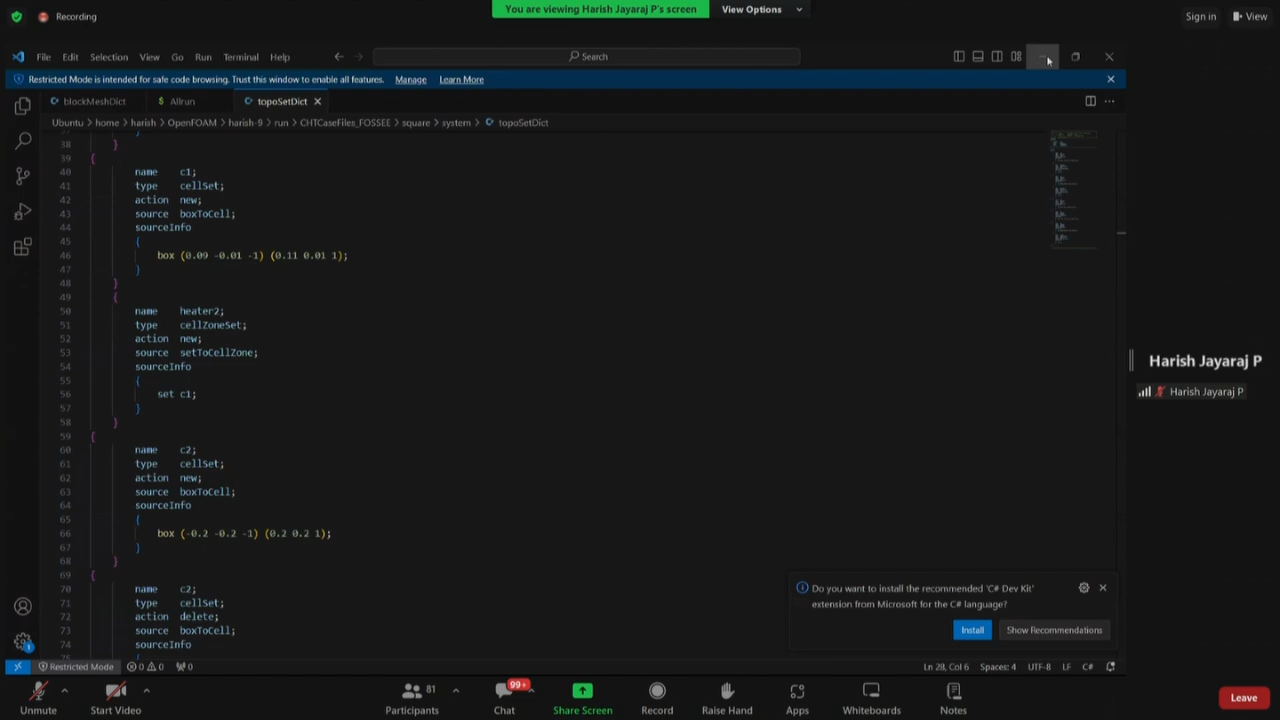 Recording
You are viewing Harish Jayaraj P's screen
View Options
Sign in
View
File Edit Selection View Go Run Terminal Help
Search
Restricted Mode is intended for safe code browsing. Trust this window to enable all features. Manage Learn More
blockMeshDict
$ Allrun
topoSetDict
Ubuntu > home > harish > OpenFOAM > harish-9 > run > CHTCaseFiles_FOSSEE > square > system > topoSetDict
38 }
39 {
40 name c1;
41 type cellSet;
42 action new;
43 source boxToCell;
44 sourceInfo
45 {
46 box (0.09 -0.01 -1) (0.11 0.01 1);
47 }
48 }
49 {
50 name heater2;
51 type cellZoneSet;
52 action new;
53 source setToCellZone;
54 sourceInfo
55 {
56 set c1;
57 }
58 }
59 {
60 name c2;
61 type cellSet;
62 action new;
63 source boxToCell;
64 sourceInfo
65 {
66 box (-0.2 -0.2 -1) (0.2 0.2 1);
67 }
68 }
69 {
70 name c2;
71 type cellSet;
72 action delete;
73 source boxToCell;
74 sourceInfo
Harish Jayaraj P
Harish Jayaraj P
Do you want to install the recommended 'C# Dev Kit'
extension from Microsoft for the C# language?
Install
Show Recommendations
1
Restricted Mode
0 0
0
Ln 28, Col 6
Spaces: 4
UTF-8
LF
C#
81
99+
Unmute
Start Video
Participants
Chat
Share Screen
Record
Raise Hand
Apps
Whiteboards
Notes
Leave